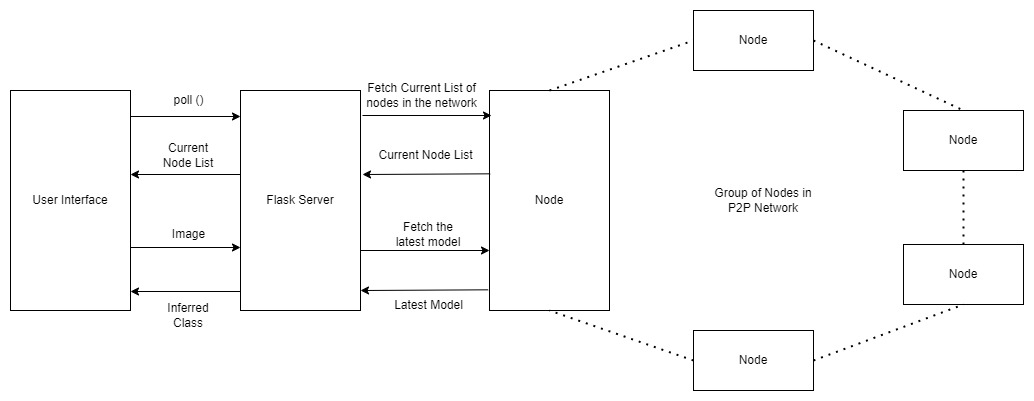 Node
Fetch Current List of
nodes in the network
poll ()
Current
Node List
Current Node List
Node
User Interface
Flask Server
Node
Group of Nodes in
P2P Network
Image
Fetch the
latest model
Node
Inferred
Class
Latest Model
Node